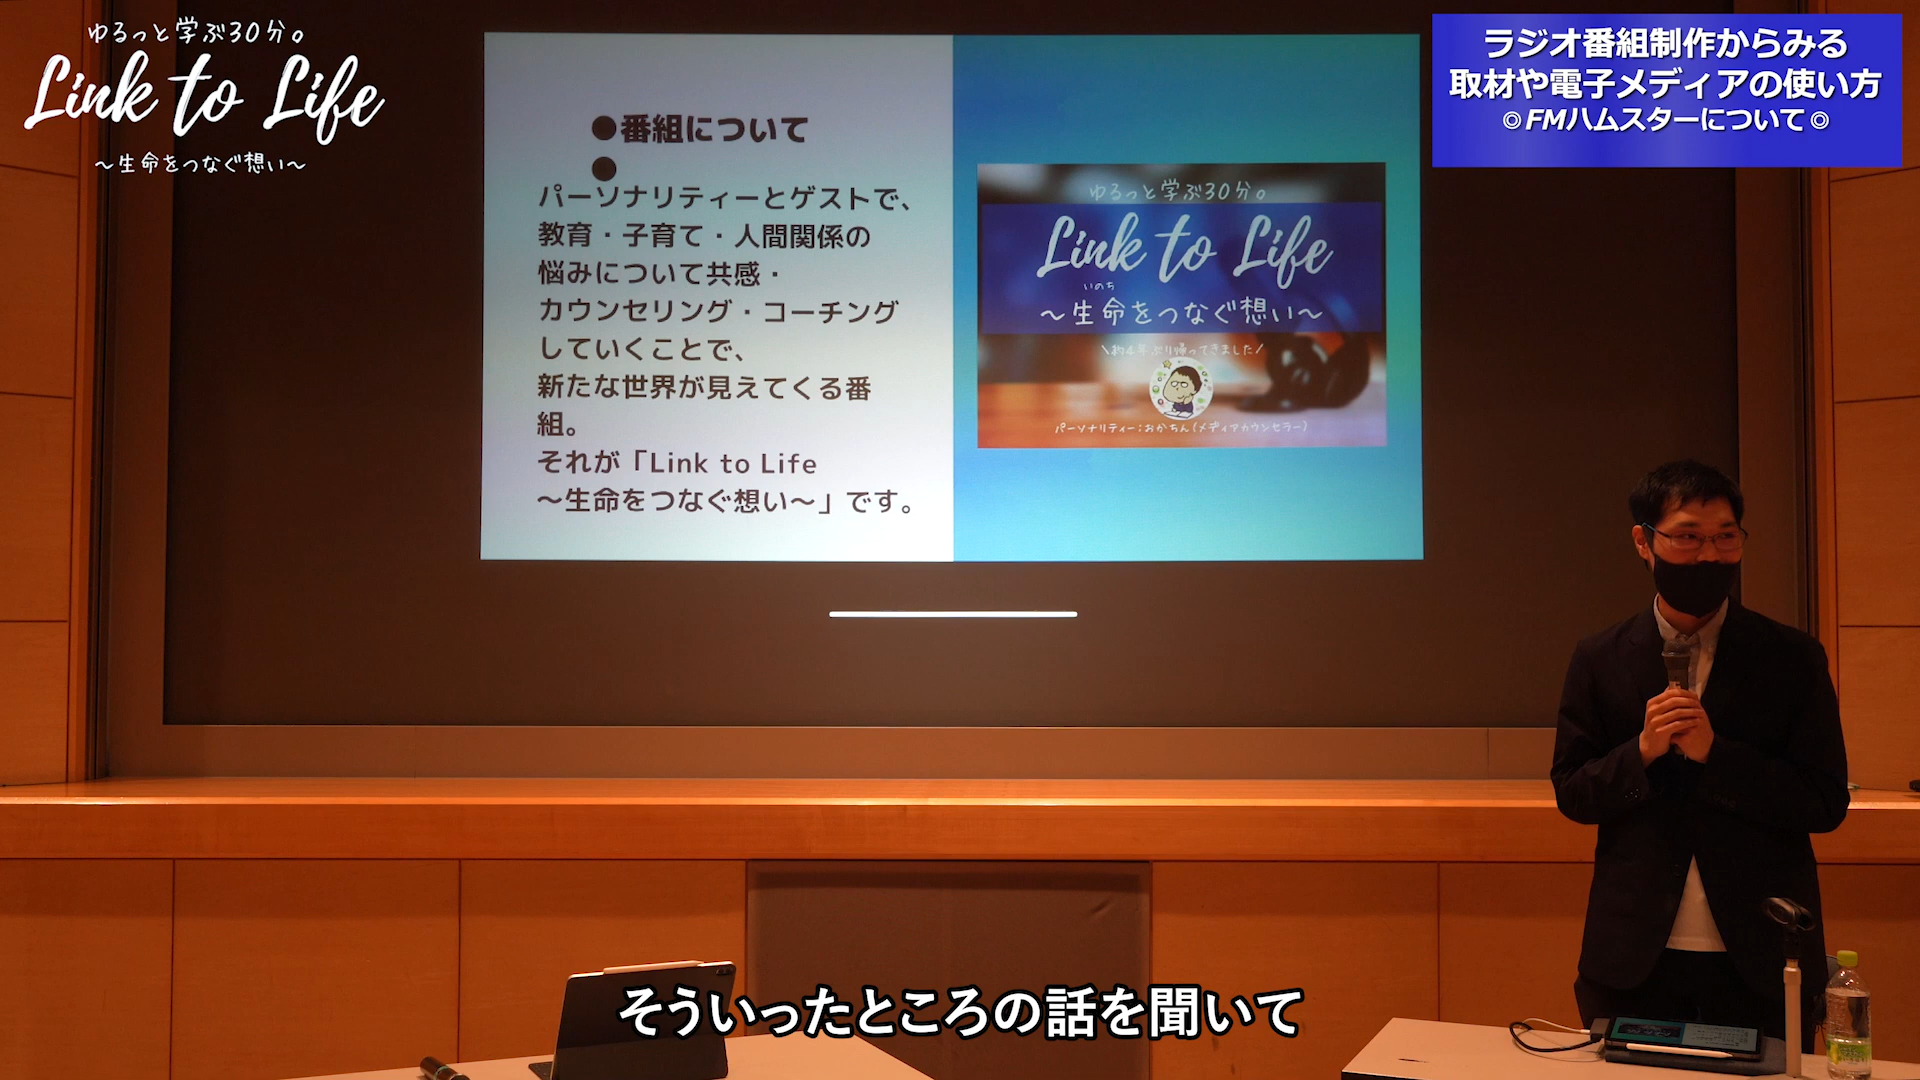 ゆるっと学ぶ30分。
Link to Life
～生命をつなぐ想い～
ラジオ番組制作からみる
取材や電子メディアの使い方
◎FMハムスターについて◎
●番組について
●
パーソナリティーとゲストで、
教育・子育て・人間関係の
悩みについて共感・
カウンセリング・コーチング
していくことで、
新たな世界が見えてくる番
組。
それが「Link to Life
～生命をつなぐ想い～」です。
ゆるっと学ぶ30分。
Link to Life
いのち
～生命をつなぐ想い～
\約4年ぶり帰ってきました/
パーソナリティー：おかちん(メディアカウンセラー)
そういったところの話を聞いて